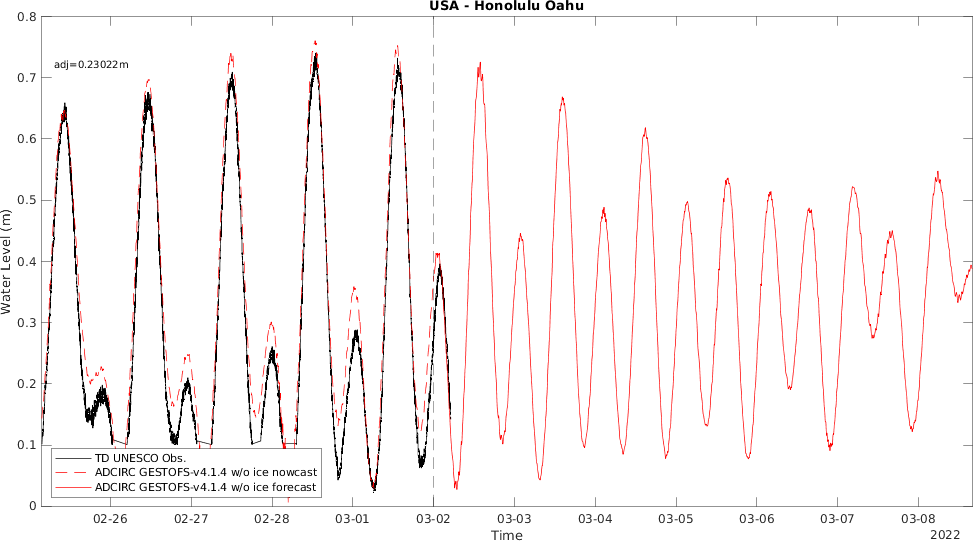 USA - Honolulu Oahu
0.8
adj=0.23022m
0.7
0.6
0.5
0.4
0.3
0.2
0.1
0
Water Level (m)
TD UNESCO Obs.
ADCIRC GESTOFS-v4.1.4 w/o ice nowcast
ADCIRC GESTOFS-v4.1.4 w/o ice forecast
02-26 02-27 02-28 03-01 03-02 03-03 03-04 03-05 03-06 03-07 03-08
Time
2022